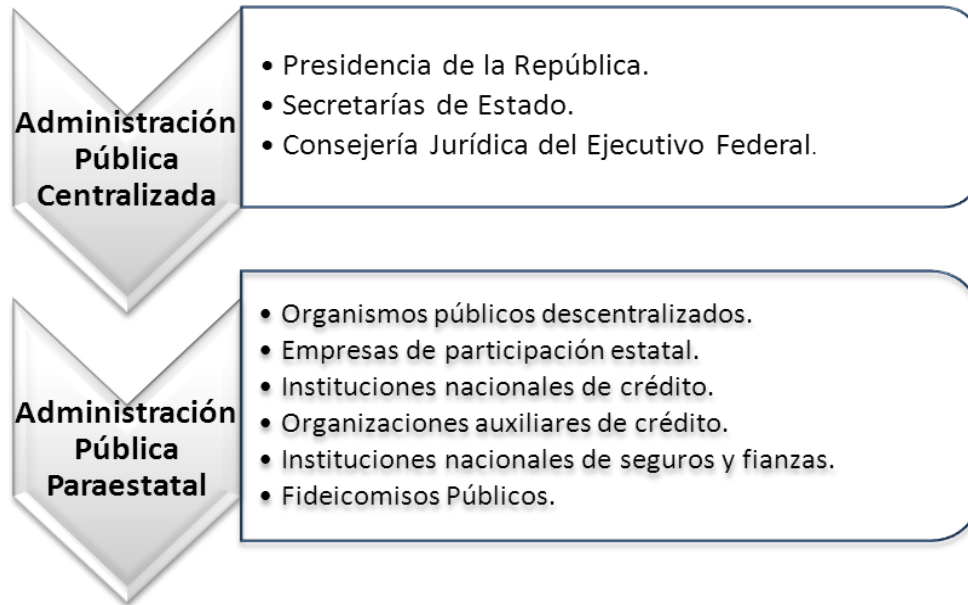 Administración
Pública
Centralizada
• Presidencia de la República.
• Secretarías de Estado.
• Consejería Jurídica del Ejecutivo Federal.
Administración
Pública
Paraestatal
• Organismos públicos descentralizados.
• Empresas de participación estatal.
• Instituciones nacionales de crédito.
• Organizaciones auxiliares de crédito.
• Instituciones nacionales de seguros y fianzas.
• Fideicomisos Públicos.